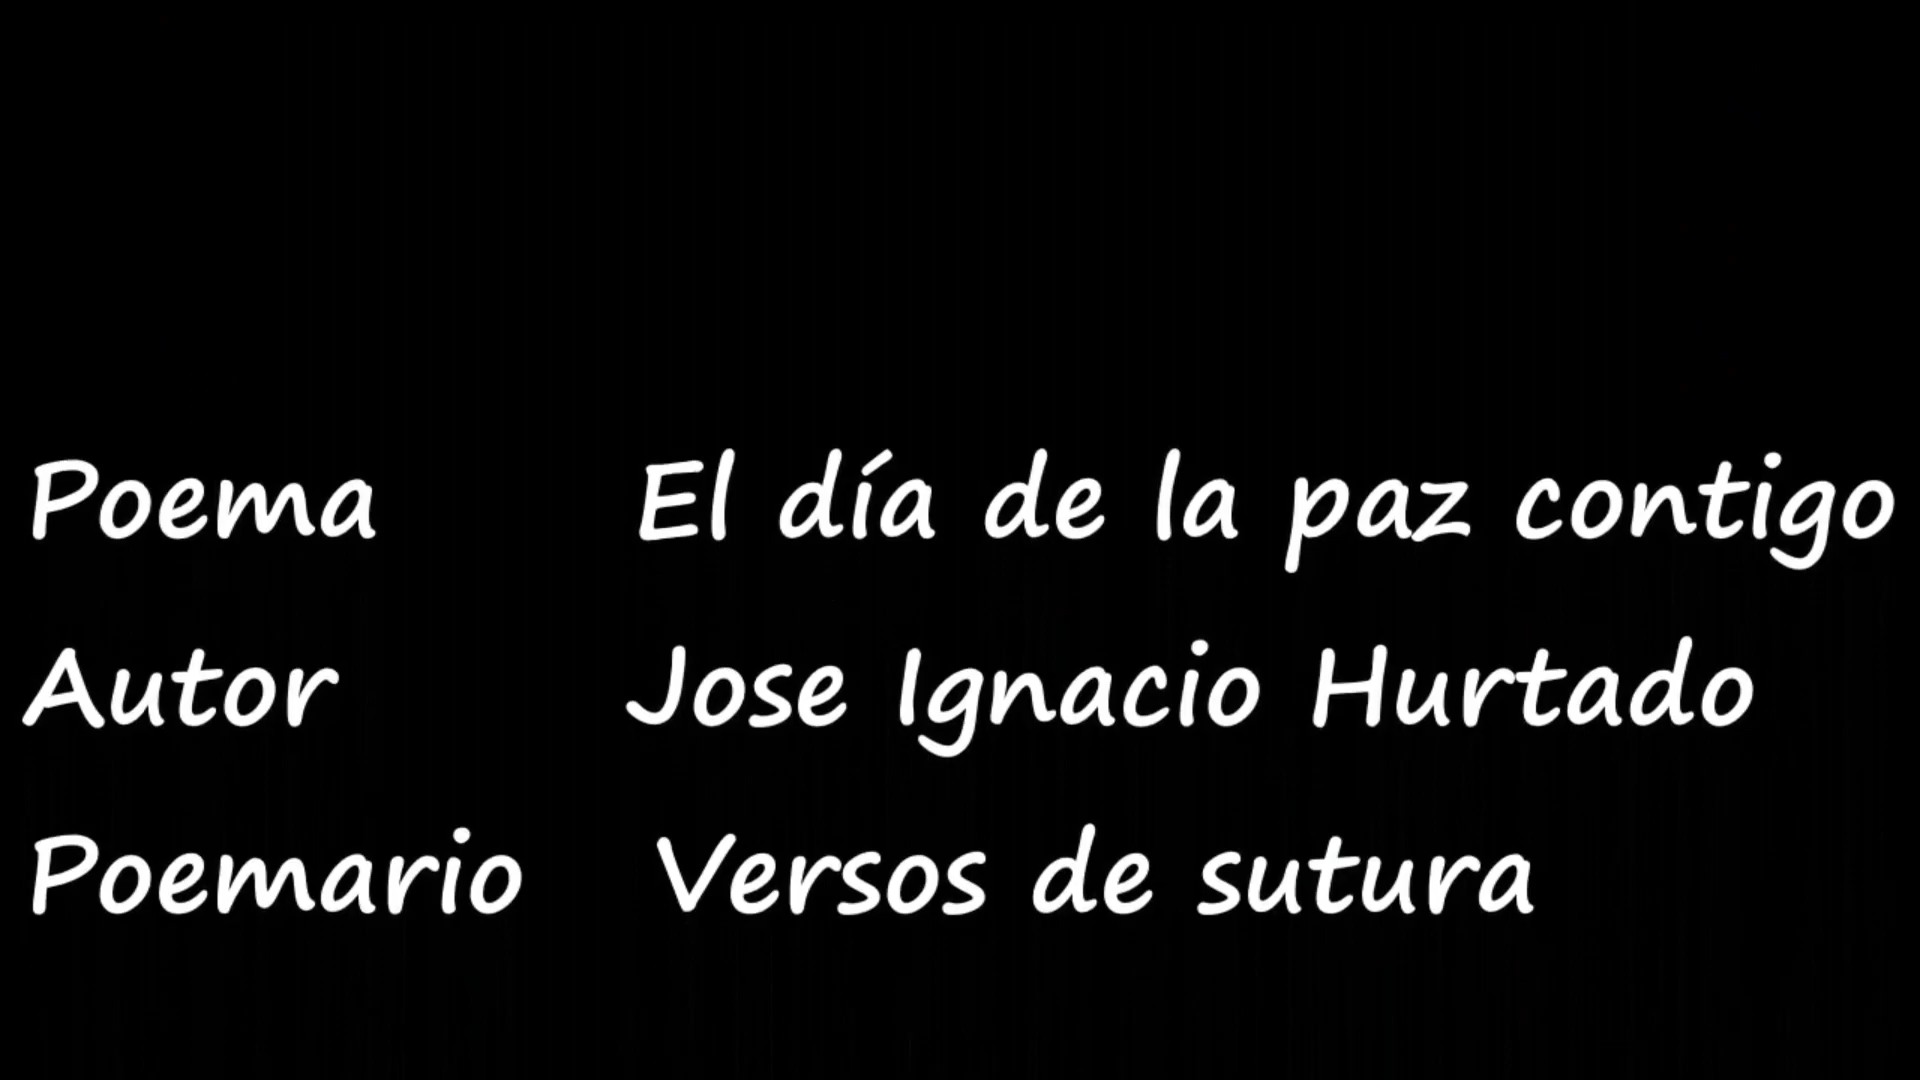 Poema El día de la paz contigo
Autor Jose Ignacio Hurtado
Poemario Versos de sutura